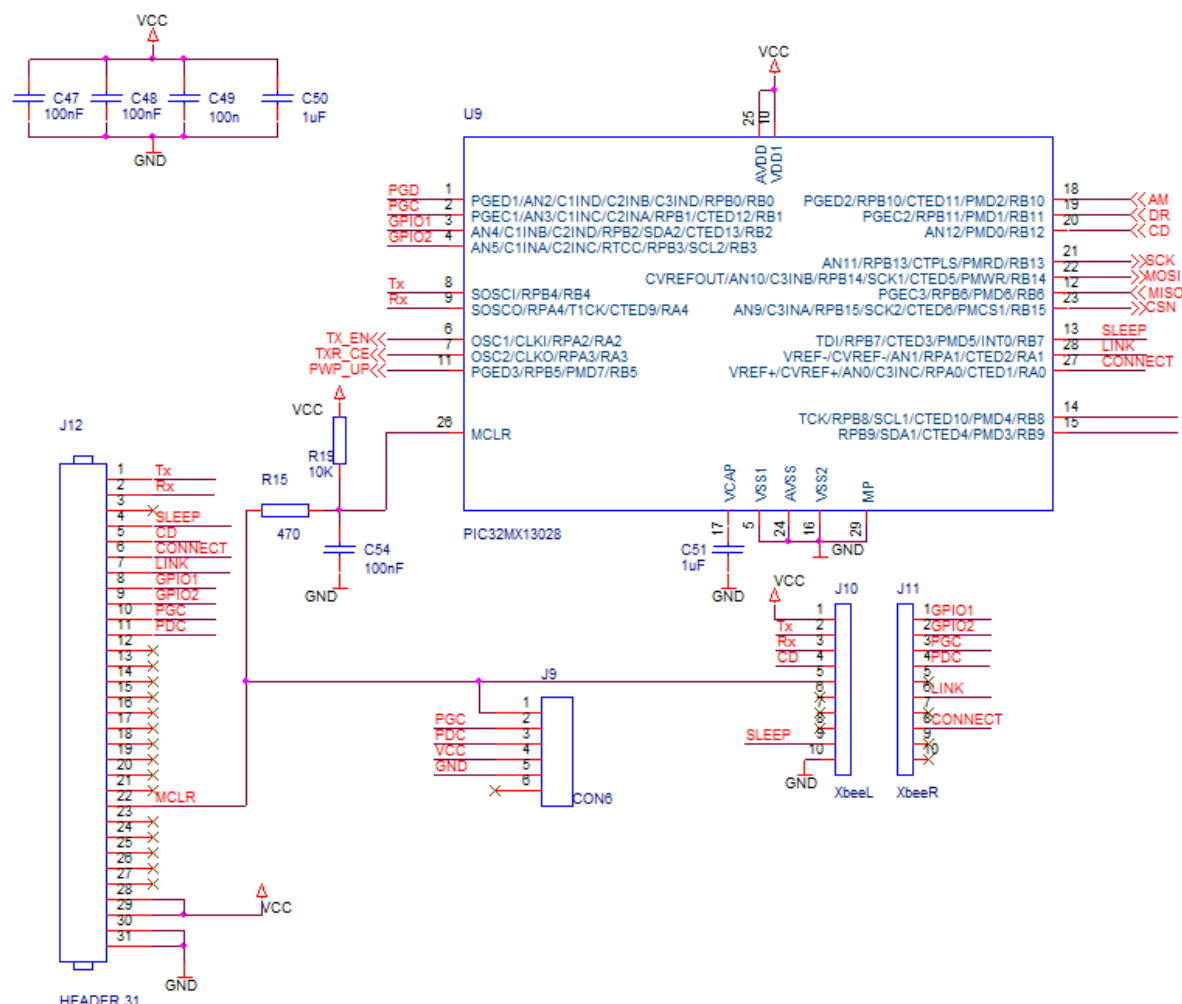 VCC
C47
100nF
C48
100nF
C49
100n
C50
1uF
GND
VCC
U9
25
10
AVDD
VDD1
PGD 1 PGED1/AN2/C1IND/C2INB/C3IND/RPB0/RB0
PGC 2 PGEC1/AN3/C1INC/C2INA/RPB1/CTED12/RB1
GPIO1 3 AN4/C1INB/C2IND/RPB2/SDA2/CTED13/RB2
GPIO2 4 AN5/C1INA/C2INC/RTCC/RPB3/SCL2/RB3
Tx 8 SOSCI/RPB4/RB4
Rx 9 SOSCO/RPA4/T1CK/CTED9/RA4
TX_EN 6 OSC1/CLKI/RPA2/RA2
TXR_CE 7 OSC2/CLKO/RPA3/RA3
PWP_UP 11 PGED3/RPB5/PMD7/RB5
26 MCLR
PGED2/RPB10/CTED11/PMD2/RB10 18 AM
PGEC2/RPB11/PMD1/RB11 19 DR
AN12/PMD0/RB12 20 CD
AN11/RPB13/CTPLS/PMRD/RB13 21 SCK
CVREFOUT/AN10/C3INB/RPB14/SCK1/CTED5/PMWR/RB14 22 MOSI
PGEC3/RPB6/PMD6/RB6 12 MISO
AN9/C3INA/RPB15/SCK2/CTED6/PMCS1/RB15 23 CSN
TDI/RPB7/CTED3/PMD5/INT0/RB7 13 SLEEP
VREF-/CVREF-/AN1/RPA1/CTED2/RA1 28 LINK
VREF+/CVREF+/AN0/C3INC/RPA0/CTED1/RA0 27 CONNECT
TCK/RPB8/SCL1/CTED10/PMD4/RB8 14
RPB9/SDA1/CTED4/PMD3/RB9 15
VCAP
VSS1
AVSS
VSS2
MP
17
5
24
16
29
GND
PIC32MX13028
C51
1uF
GND
VCC
R19
10K
R15
470
C54
100nF
GND
J12
1 Tx
2 Rx
3
4 SLEEP
5 CD
6 CONNECT
7 LINK
8 GPIO1
9 GPIO2
10 PGC
11 PDC
12
13
14
15
16
17
18
19
20
21
22 MCLR
23
24
25
26
27
28
29
30
31
VCC
GND
HEADER 31
J9
1
PGC 2
PDC 3
VCC 4
GND 5
6
CON6
VCC
J10
1
Tx 2
Rx 3
CD 4
5
6
7
8
SLEEP 9
10
GND
XbeeL
J11
1 GPIO1
2 GPIO2
3 PGC
4 PDC
5
6 LINK
7
8 CONNECT
9
10
XbeeR